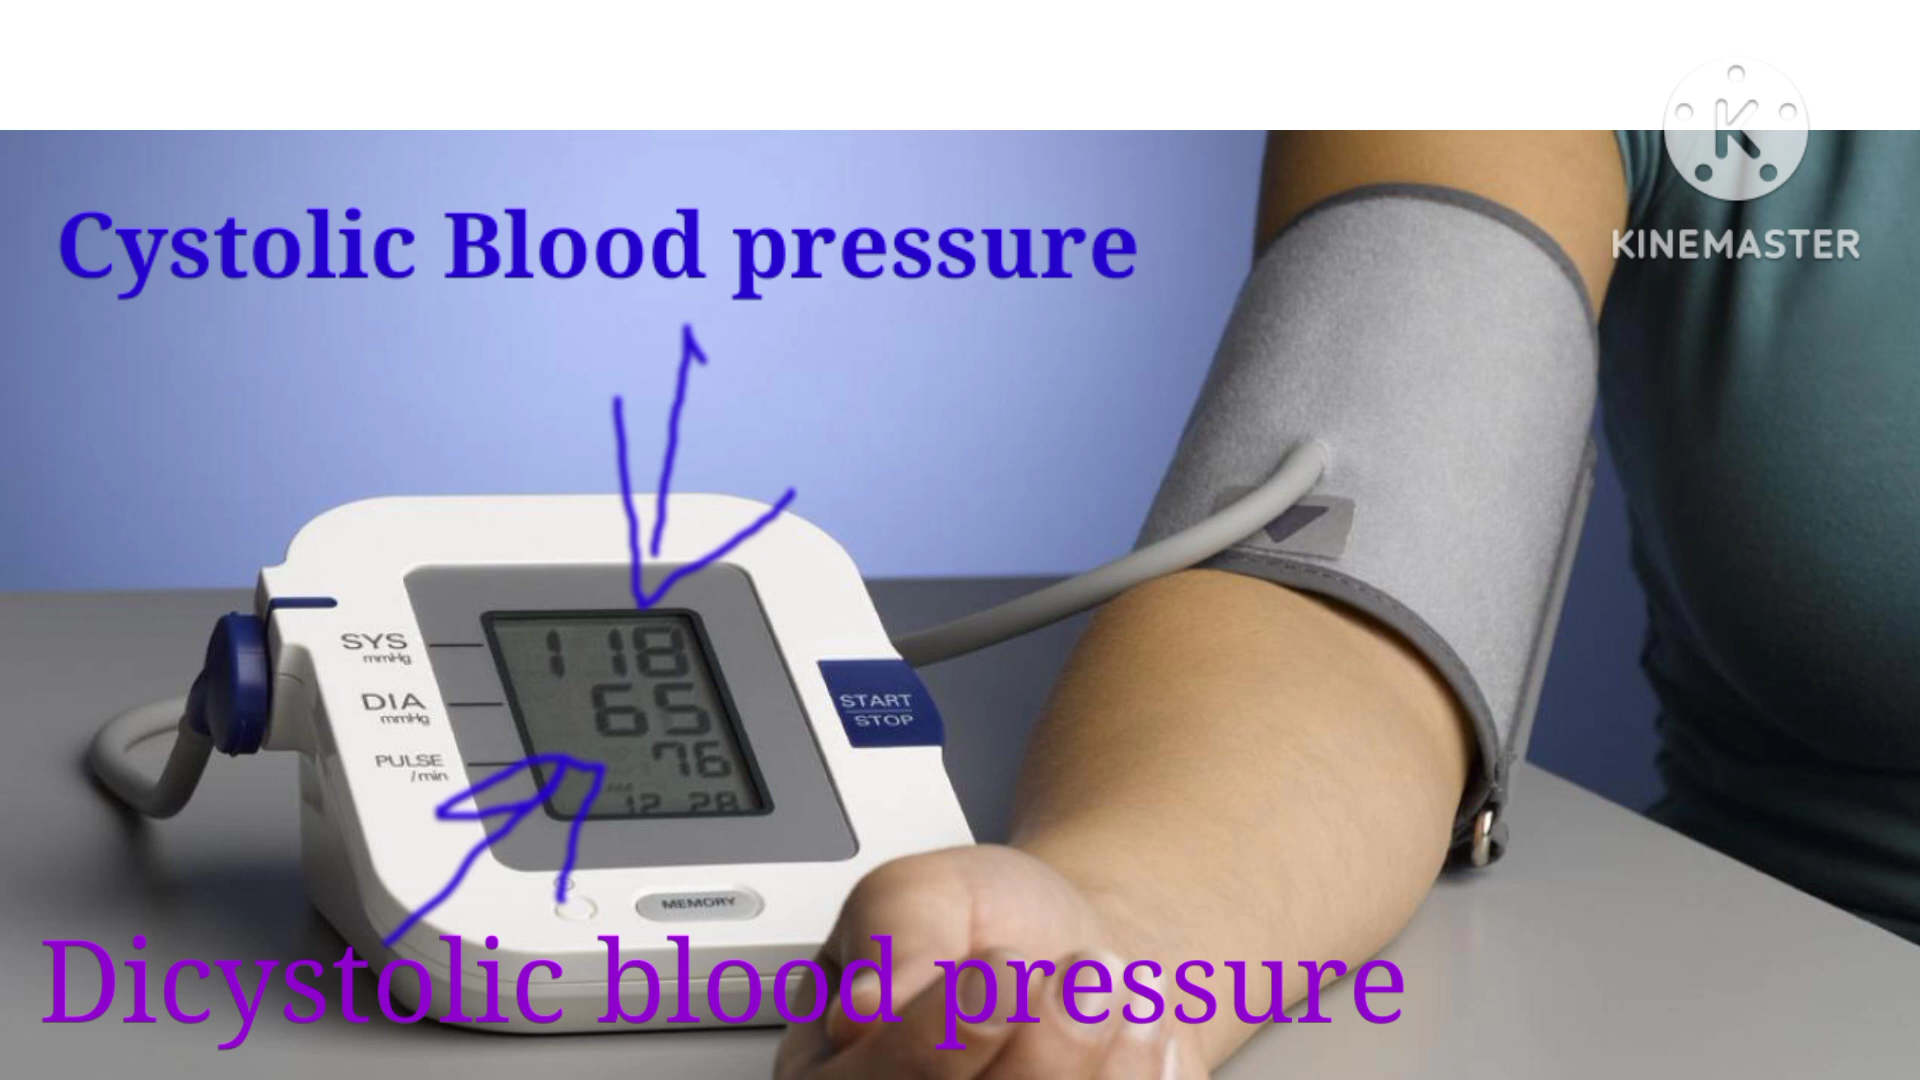 K
KINEMASTER
Cystolic Blood pressure
SYS
mmHg
118
DIA
mmHg
65
PULSE
/min
76
12 28
START
STOP
MEMORY
Dicystolic blood pressure